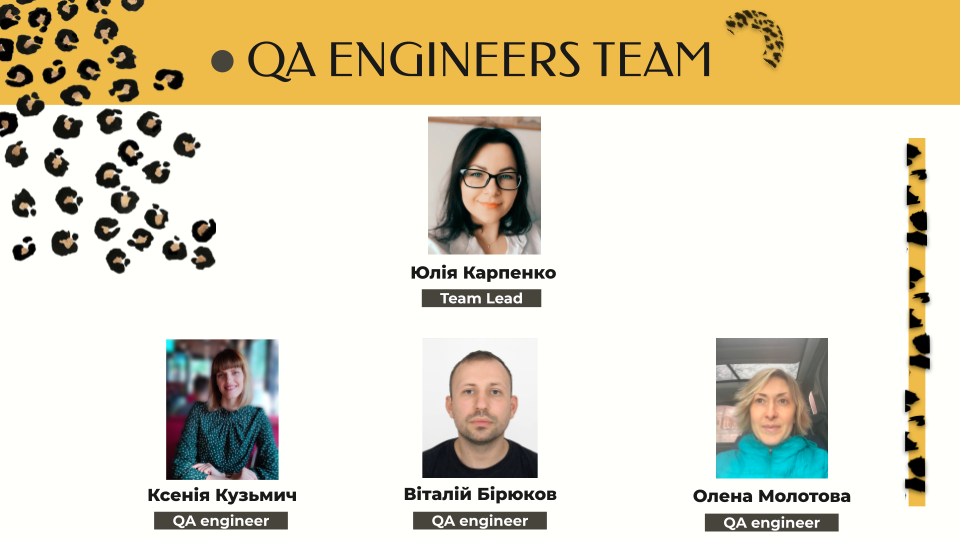 QA ENGINEERS TEAM
Юлія Карпенко
Team Lead
Ксенія Кузьмич
QA engineer
Віталій Бірюков
QA engineer
Олена Молотова
QA engineer